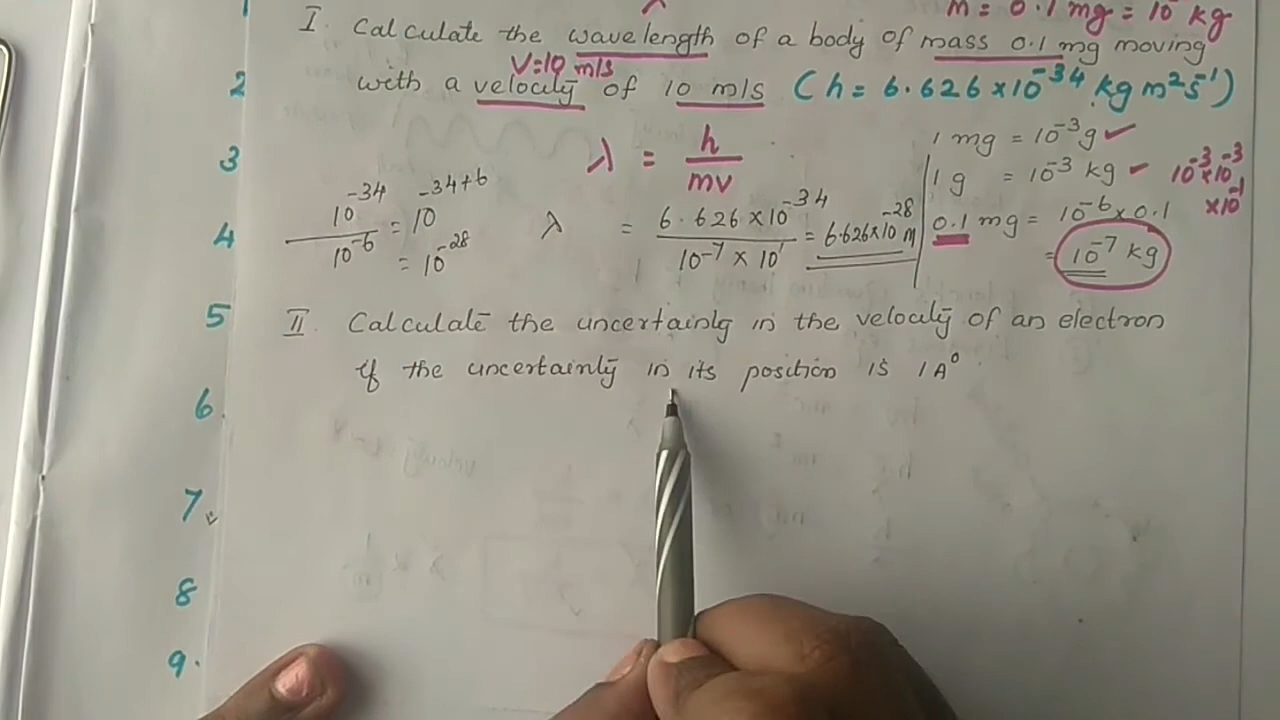 1
m = 0.1 mg = 10 kg
I. Calculate the wavelength of a body of mass 0.1 mg moving
V=10 m/s
2
with a velocity of 10 m/s (h = 6.626 × 10⁻³⁴ kg m² s⁻¹)
3
λ = h / mv
1 mg = 10⁻³ g ✓
1 g = 10⁻³ kg ✓
10⁻³ × 10⁻³ × 10⁻¹
4
10⁻³⁴ / 10⁻⁶ = 10⁻³⁴⁺⁶
= 10⁻²⁸
λ = 6.626 × 10⁻³⁴ / 10⁻⁷ × 10¹ = 6.626 × 10⁻²⁸ m
0.1 mg = 10⁻⁶ × 0.1
= 10⁻⁷ kg
5
II. Calculate the uncertainty in the velocity of an electron
if the uncertainty in its position is 1A⁰
6.
7.
8
9.